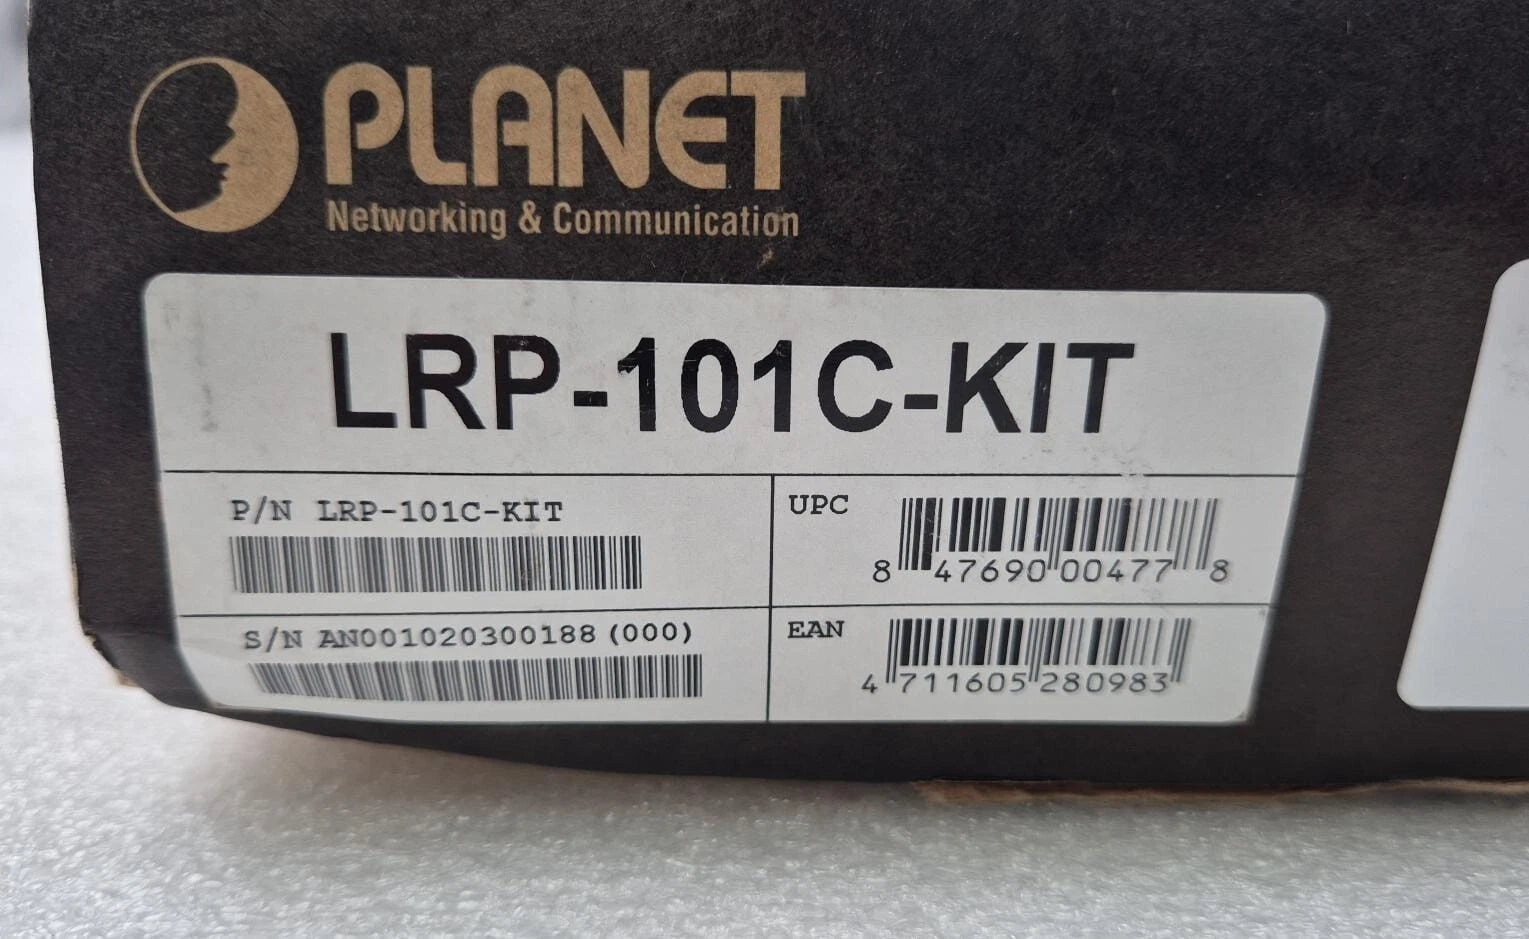 PLANET
Networking & Communication
LRP-101C-KIT
P/N LRP-101C-KIT
UPC
8 47690 00477 8
S/N AN001020300188 (000)
EAN
4 711605 280983